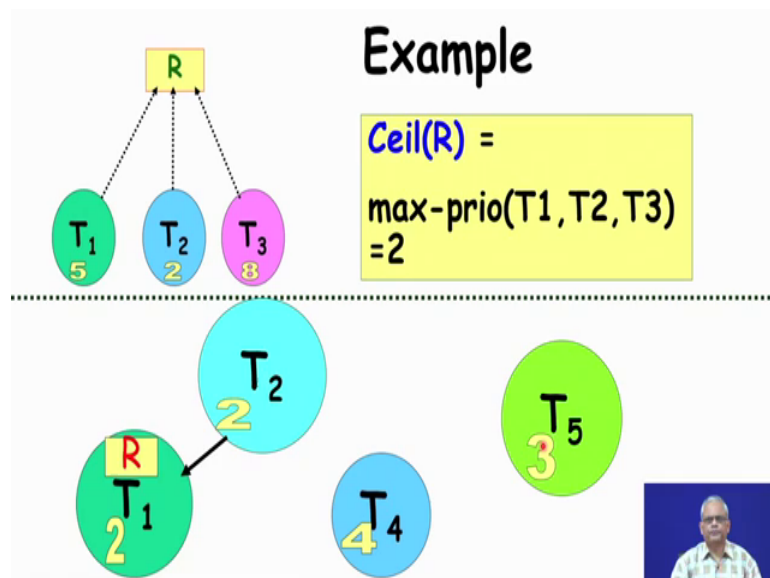 Example
R
T1 T2 T3
5 2 8
Ceil(R) =
max-prio(T1,T2,T3)
=2
T2
2
R
T1
2
T4
4
T5
3